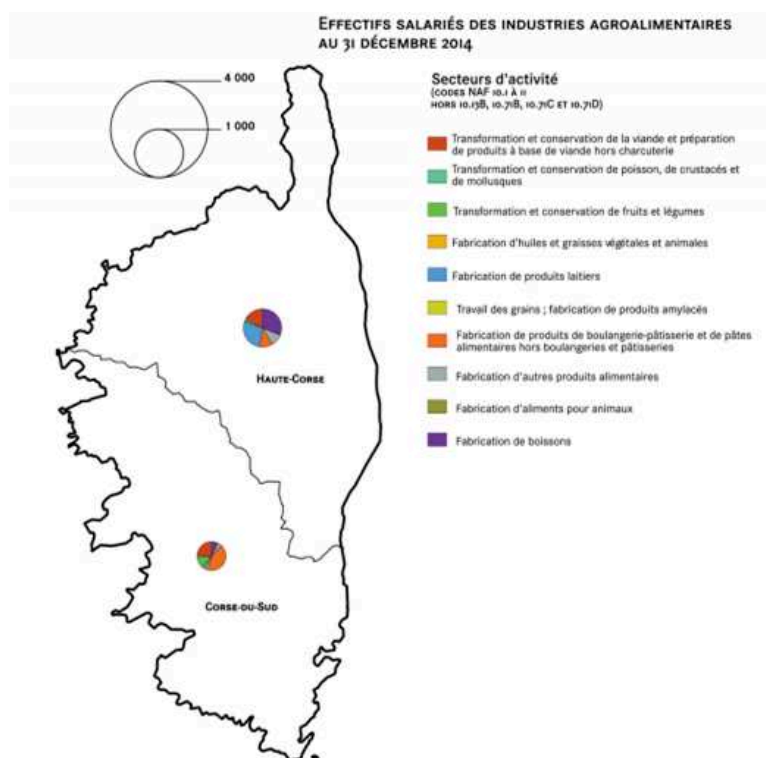 EFFECTIFS SALARIÉS DES INDUSTRIES AGROALIMENTAIRES
AU 31 DÉCEMBRE 2014
4 000
1 000
Secteurs d'activité
(CODES NAF 10.1 À 11
HORS 10.13B, 10.71B, 10.71C ET 10.71D)
Transformation et conservation de la viande et préparation
de produits à base de viande hors charcuterie
Transformation et conservation de poisson, de crustacés et
de mollusques
Transformation et conservation de fruits et légumes
Fabrication d'huiles et graisses végétales et animales
Fabrication de produits laitiers
Travail des grains ; fabrication de produits amylacés
Fabrication de produits de boulangerie-pâtisserie et de pâtes
alimentaires hors boulangeries et pâtisseries
Fabrication d'autres produits alimentaires
Fabrication d'aliments pour animaux
Fabrication de boissons
HAUTE-CORSE
CORSE-DU-SUD